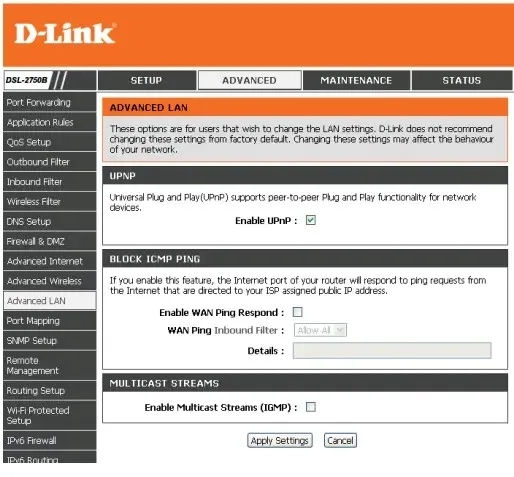 D-Link
DSL-2750B
SETUP
ADVANCED
MAINTENANCE
STATUS
Port Forwarding
Application Rules
QoS Setup
Outbound Filter
Inbound Filter
Wireless Filter
DNS Setup
Firewall & DMZ
Advanced Internet
Advanced Wireless
Advanced LAN
Port Mapping
SNMP Setup
Remote
Management
Routing Setup
Wi-Fi Protected
Setup
IPv6 Firewall
IPv6 Routing
ADVANCED LAN
These options are for users that wish to change the LAN settings. D-Link does not recommend
changing these settings from factory default. Changing these settings may affect the behaviour
of your network.
UPNP
Universal Plug and Play(UPnP) supports peer-to-peer Plug and Play functionality for network
devices.
Enable UPnP :
BLOCK ICMP PING
If you enable this feature, the Internet port of your router will respond to ping requests from
the Internet that are directed to your ISP assigned public IP address.
Enable WAN Ping Respond :
WAN Ping Inbound Filter : Allow All
Details :
MULTICAST STREAMS
Enable Multicast Streams (IGMP) :
Apply Settings Cancel